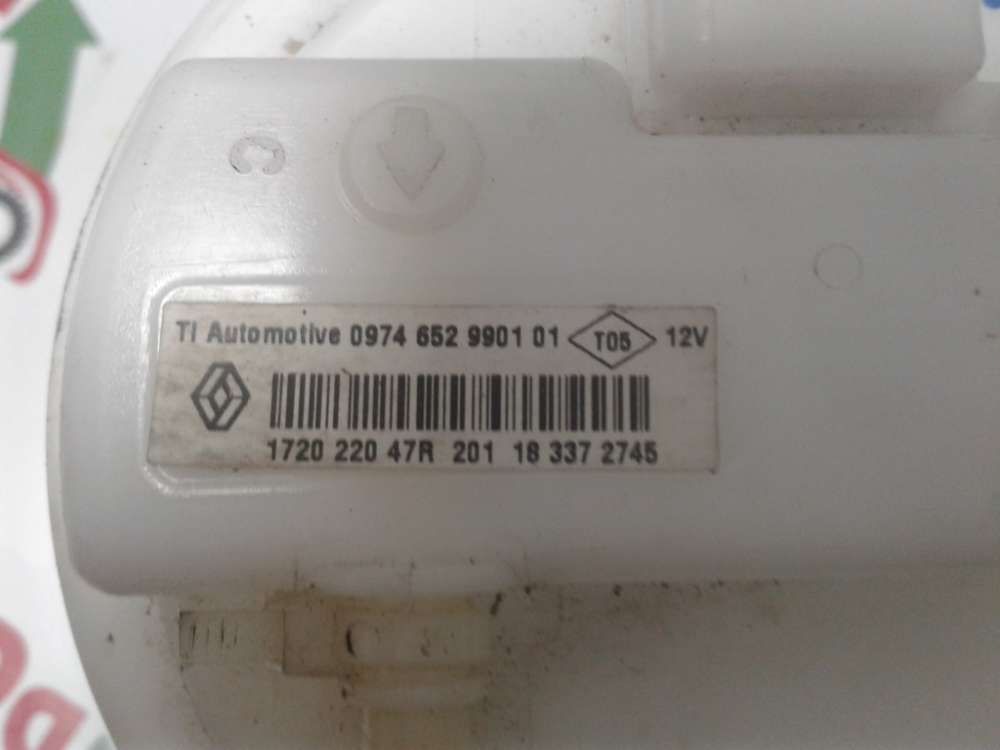 C
TI Automotive 0974 652 9901 01 T05 12V
1720 220 47R 201 18 337 2745